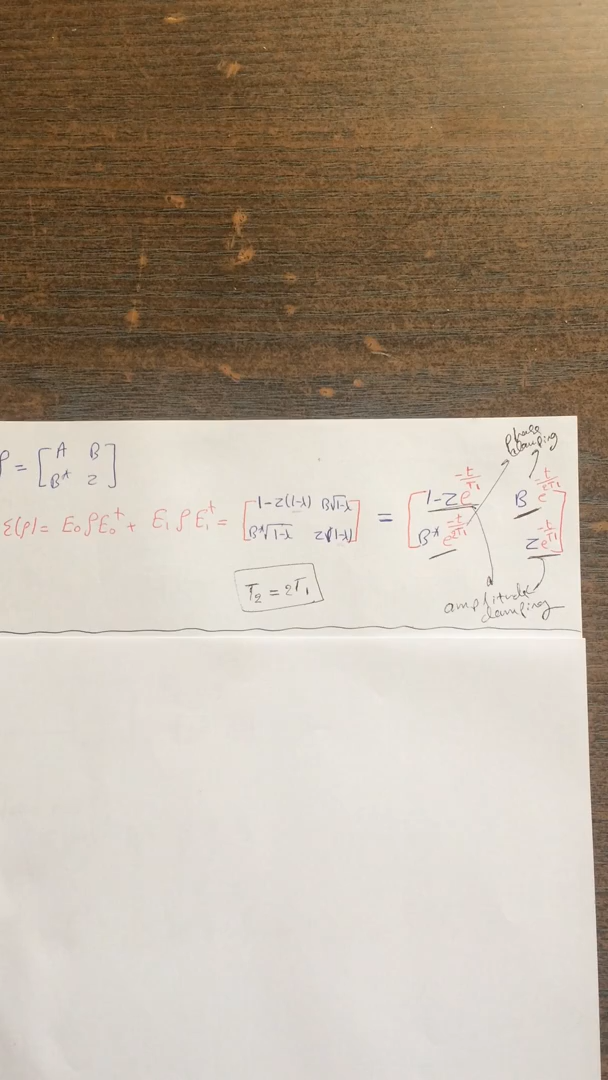 ρ = [A B
B* z]
phase damping
ε(ρ) = E₀ρE₀† + E₁ρE₁† = [1-z(1-λ) B√1-λ
B*√1-λ z(1-λ)] = [1-ze^(-t/T₁) B e^(-t/2T₁)
B* e^(-t/2T₁) ze^(-t/T₁)]
T₂ = 2T₁
amplitude damping